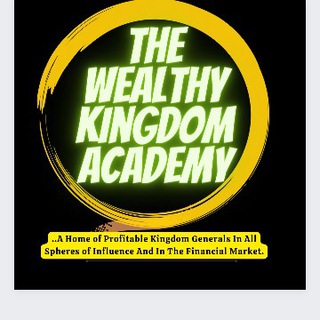 THE
WEALTHY
KINGDOM
ACADEMY
..A Home of Profitable Kingdom Generals In All
Spheres of Influence And In The Financial Market.